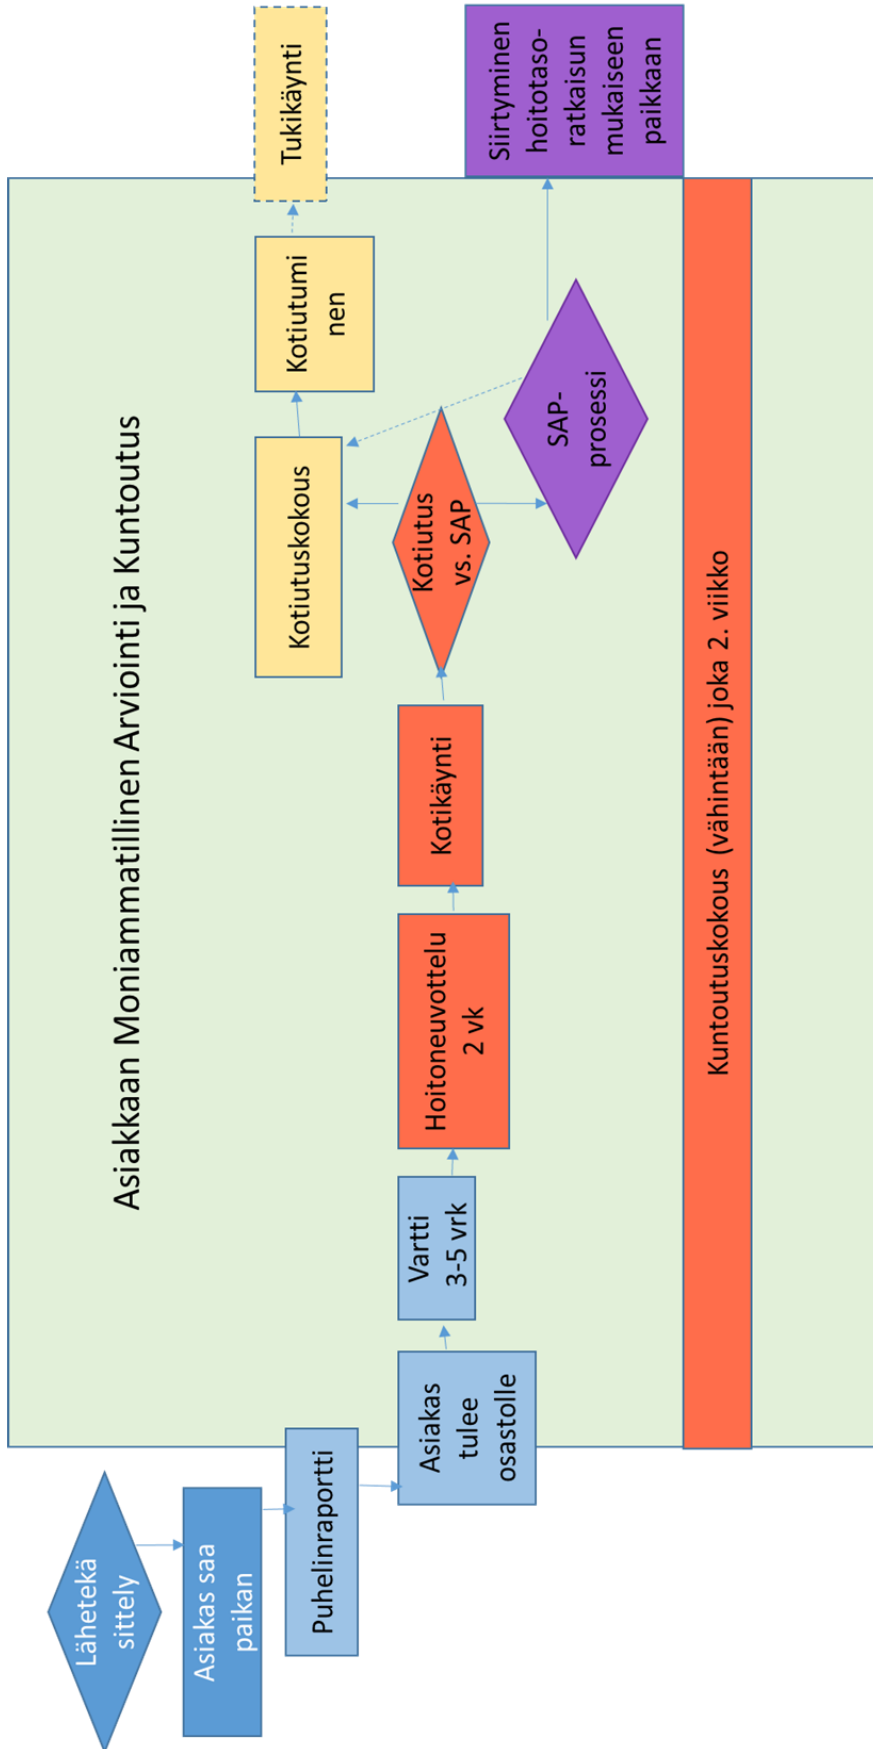 Asiakkaan Moniammatillinen Arviointi ja Kuntoutus
Lähetekä
sittely
Asiakas saa
paikan
Puhelinraportti
Asiakas
tulee
osastolle
Vartti
3-5 vrk
Hoitoneuvottelu
2 vk
Kotikäynti
Kotiutus
vs. SAP
Kotiutuskokous
Kotiutumi
nen
Tukikäynti
SAP-
prosessi
Siirtyminen
hoitotaso-
ratkaisun
mukaiseen
paikkaan
Kuntoutuskokous (vähintään) joka 2. viikko